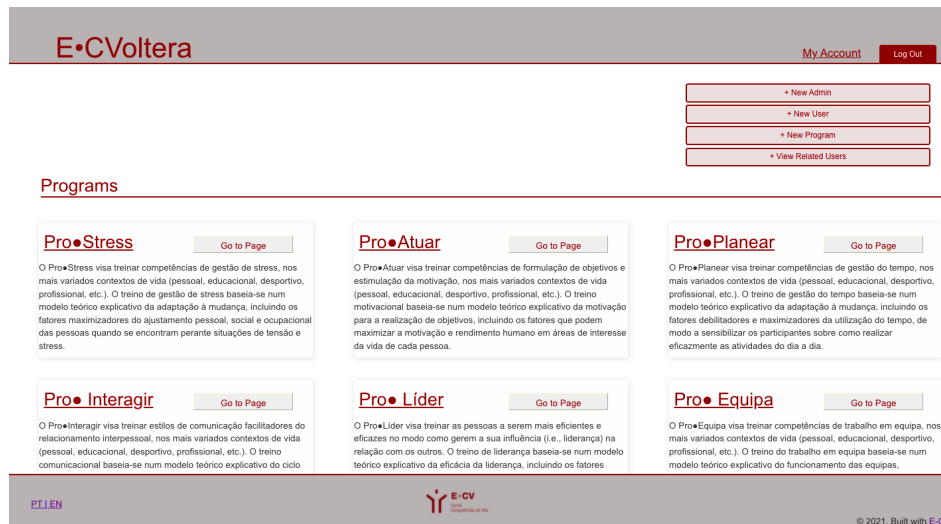 E•CVoltera
My Account
Log Out
+ New Admin
+ New User
+ New Program
+ View Related Users
Programs
Pro●Stress
Go to Page
O Pro●Stress visa treinar competências de gestão de stress, nos
mais variados contextos de vida (pessoal, educacional, desportivo,
profissional, etc.). O treino de gestão de stress baseia-se num
modelo teórico explicativo da adaptação à mudança, incluindo os
fatores maximizadores do ajustamento pessoal, social e ocupacional
das pessoas quando se encontram perante situações de tensão e
stress.
Pro●Atuar
Go to Page
O Pro●Atuar visa treinar competências de formulação de objetivos e
estimulação da motivação, nos mais variados contextos de vida
(pessoal, educacional, desportivo, profissional, etc.). O treino
motivacional baseia-se num modelo teórico explicativo da motivação
para a realização de objetivos, incluindo os fatores que podem
maximizar a motivação e rendimento humano em áreas de interesse
da vida de cada pessoa.
Pro●Planear
Go to Page
O Pro●Planear visa treinar competências de gestão do tempo, nos
mais variados contextos de vida (pessoal, educacional, desportivo,
profissional, etc.). O treino de gestão do tempo baseia-se num
modelo teórico explicativo da adaptação à mudança, incluindo os
fatores debilitadores e maximizadores da utilização do tempo, de
modo a sensibilizar os participantes sobre como realizar
eficazmente as atividades do dia a dia.
Pro● Interagir
Go to Page
O Pro●Interagir visa treinar estilos de comunicação facilitadores do
relacionamento interpessoal, nos mais variados contextos de vida
(pessoal, educacional, desportivo, profissional, etc.). O treino
comunicacional baseia-se num modelo teórico explicativo do ciclo
Pro● Líder
Go to Page
O Pro●Líder visa treinar as pessoas a serem mais eficientes e
eficazes no modo como gerem a sua influência (i.e., liderança) na
relação com os outros. O treino de liderança baseia-se num modelo
teórico explicativo da eficácia da liderança, incluindo os fatores
Pro● Equipa
Go to Page
O Pro●Equipa visa treinar competências de trabalho em equipa, nos
mais variados contextos de vida (pessoal, educacional, desportivo,
profissional, etc.). O treino do trabalho em equipa baseia-se num
modelo teórico explicativo do funcionamento das equipas,
PT | EN
E·CV
Competências de Vida
© 2021. Built with E-C